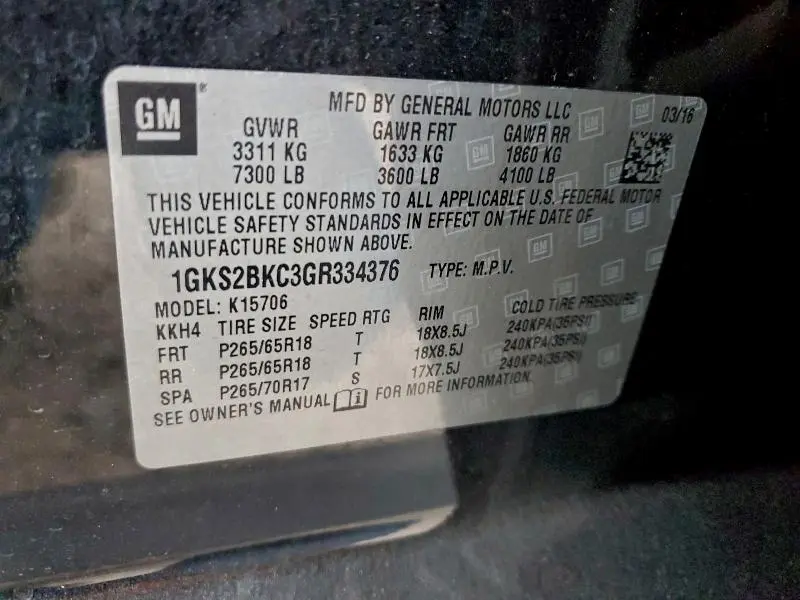 GM
MFD BY GENERAL MOTORS LLC 03/16
GVWR GAWR FRT GAWR RR
3311 KG 1633 KG 1860 KG
7300 LB 3600 LB 4100 LB
THIS VEHICLE CONFORMS TO ALL APPLICABLE U.S. FEDERAL MOTOR
VEHICLE SAFETY STANDARDS IN EFFECT ON THE DATE OF
MANUFACTURE SHOWN ABOVE.
1GKS2BKC3GR334376 TYPE: M.P.V.
MODEL: K15706
KKH4 TIRE SIZE SPEED RTG RIM COLD TIRE PRESSURE
FRT P265/65R18 T 18X8.5J 240KPA(35PSI)
RR P265/65R18 T 18X8.5J 240KPA(35PSI)
SPA P265/70R17 S 17X7.5J 240KPA(35PSI)
SEE OWNER'S MANUAL FOR MORE INFORMATION.